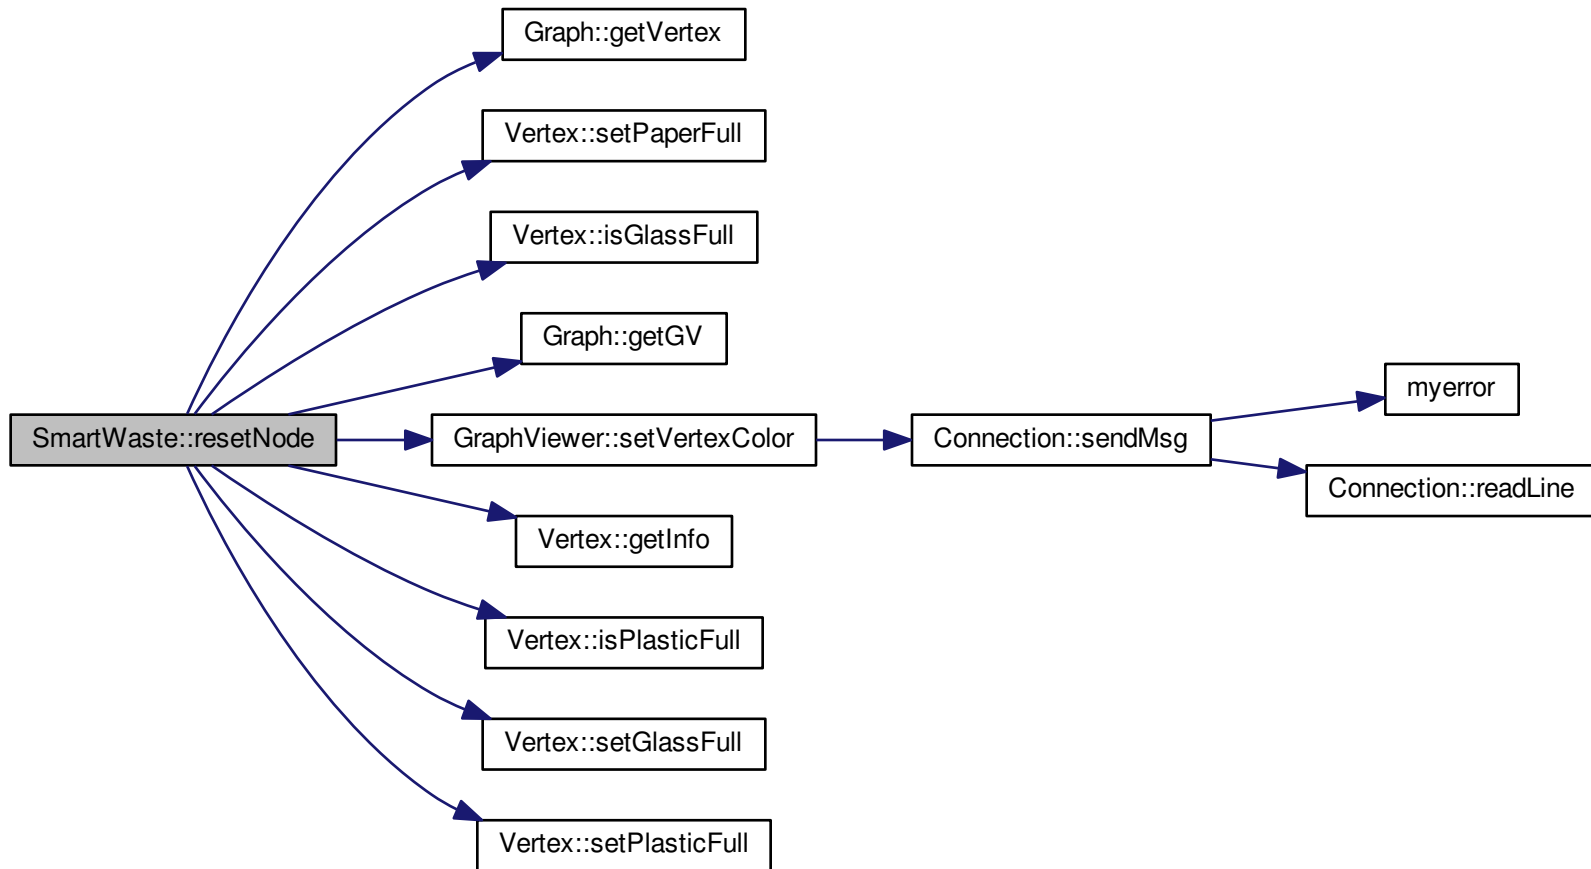 Graph::getVertex
Vertex::setPaperFull
Vertex::isGlassFull
Graph::getGV
myerror
SmartWaste::resetNode
GraphViewer::setVertexColor
Connection::sendMsg
Connection::readLine
Vertex::getInfo
Vertex::isPlasticFull
Vertex::setGlassFull
Vertex::setPlasticFull